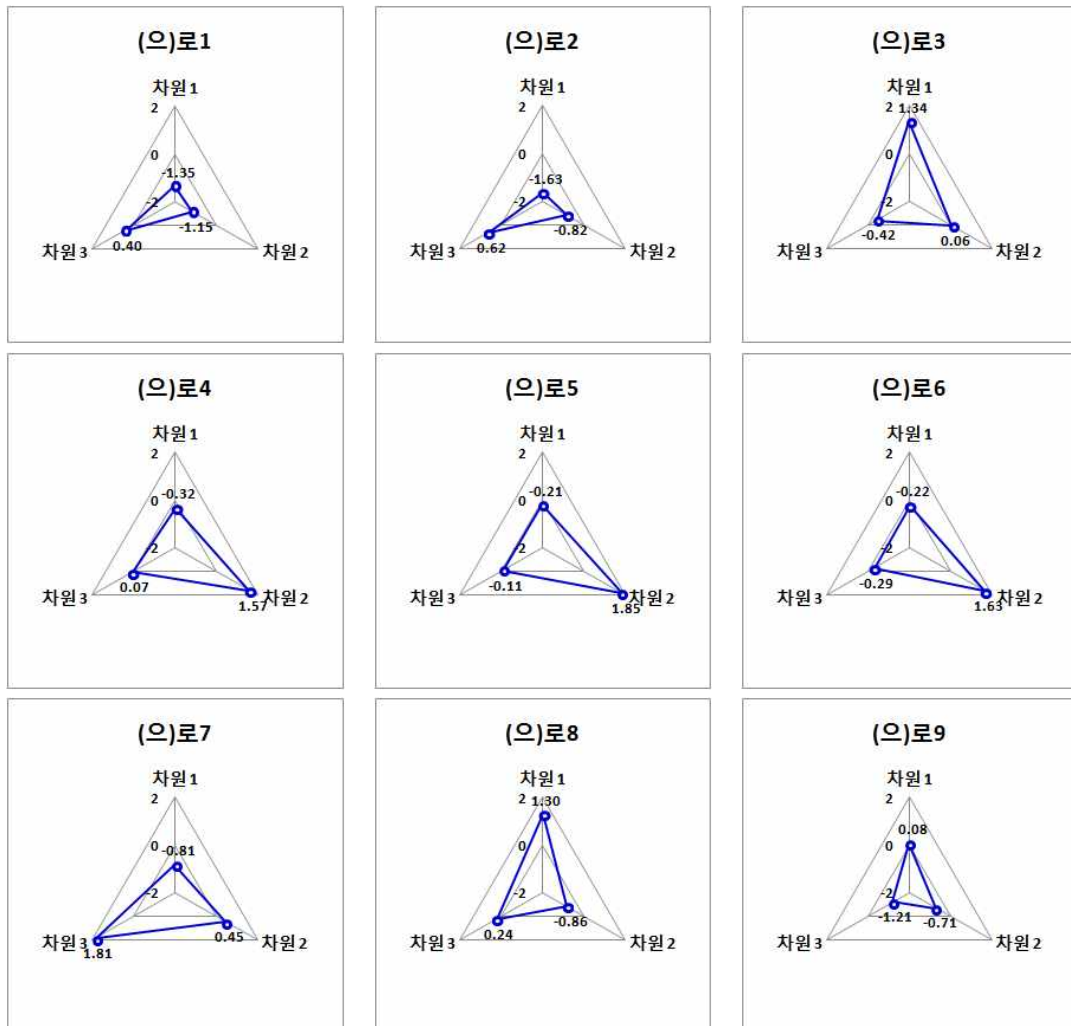 (으)로1
차원1
2
0
-1.35
-2
-1.15
차원3
0.40
차원2
(으)로2
차원1
2
0
-1.63
-2
-0.82
차원3
0.62
차원2
(으)로3
차원1
2
1.34
0
-2
-0.42
0.06
차원3
차원2
(으)로4
차원1
2
0
-0.32
-2
0.07
차원3
1.57
차원2
(으)로5
차원1
2
0
-0.21
-2
-0.11
차원3
1.85
차원2
(으)로6
차원1
2
0
-0.22
-2
-0.29
차원3
1.63
차원2
(으)로7
차원1
2
0
-0.81
-2
0.45
차원3
1.81
차원2
(으)로8
차원1
2
1.30
0
-2
-0.86
0.24
차원3
차원2
(으)로9
차원1
2
0.08
0
-2
-1.21
-0.71
차원3
차원2